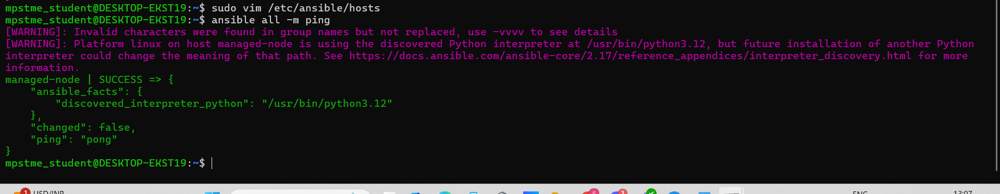 mpstme_student@DESKTOP-EKST19:~$ sudo vim /etc/ansible/hosts
mpstme_student@DESKTOP-EKST19:~$ ansible all -m ping
[WARNING]: Invalid characters were found in group names but not replaced, use -vvvv to see details
[WARNING]: Platform linux on host managed-node is using the discovered Python interpreter at /usr/bin/python3.12, but future installation of another Python
interpreter could change the meaning of that path. See https://docs.ansible.com/ansible-core/2.17/reference_appendices/interpreter_discovery.html for more
information.
managed-node | SUCCESS => {
    "ansible_facts": {
        "discovered_interpreter_python": "/usr/bin/python3.12"
    },
    "changed": false,
    "ping": "pong"
}
mpstme_student@DESKTOP-EKST19:~$
1 USD/INR S 1 ENG 13:07